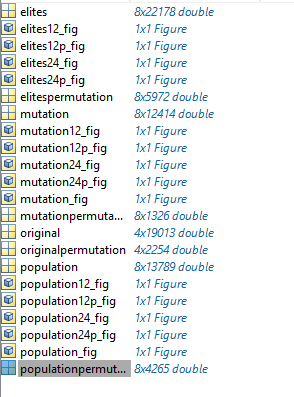 elites 8x22178 double
elites12_fig 1x1 Figure
elites12p_fig 1x1 Figure
elites24_fig 1x1 Figure
elites24p_fig 1x1 Figure
elitespermutation 8x5972 double
mutation 8x12414 double
mutation12_fig 1x1 Figure
mutation12p_fig 1x1 Figure
mutation24_fig 1x1 Figure
mutation24p_fig 1x1 Figure
mutation_fig 1x1 Figure
mutationpermuta... 8x1326 double
original 4x19013 double
originalpermutation 4x2254 double
population 8x13789 double
population12_fig 1x1 Figure
population12p_fig 1x1 Figure
population24_fig 1x1 Figure
population24p_fig 1x1 Figure
population_fig 1x1 Figure
populationpermut... 8x4265 double